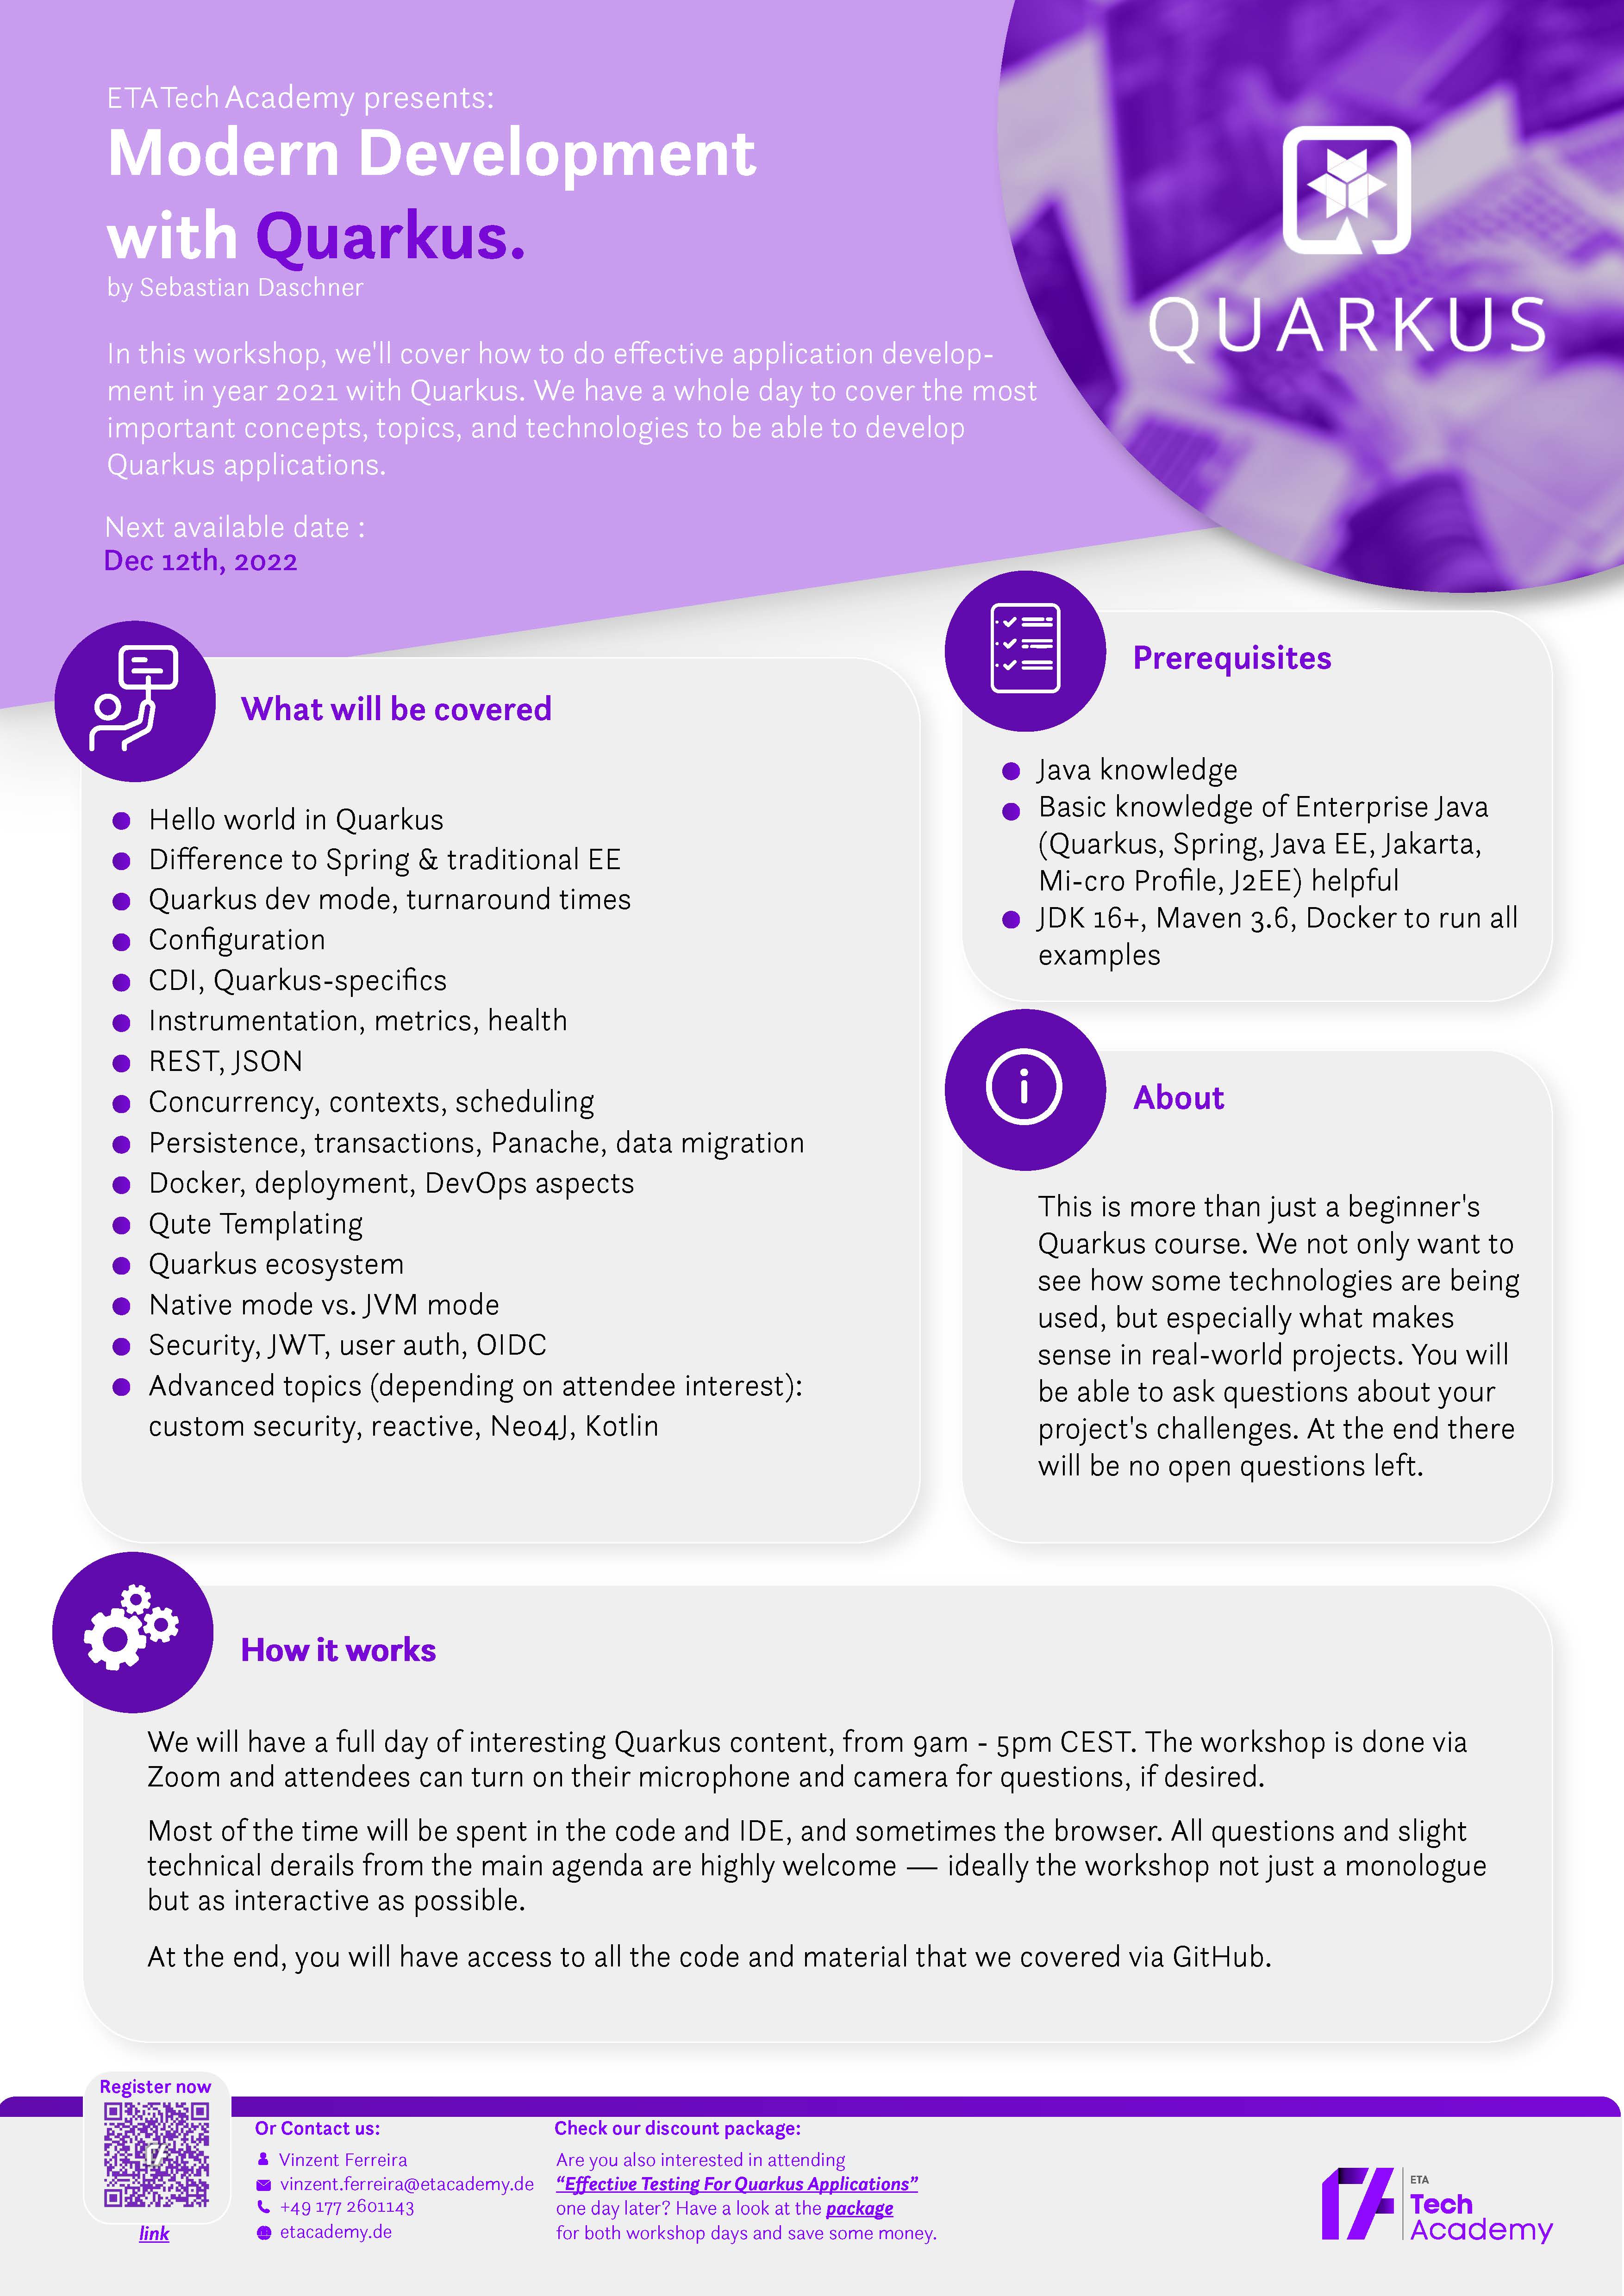 ETA Tech Academy presents:
Modern Development
with Quarkus.
by Sebastian Daschner
In this workshop, we'll cover how to do effective application develop-
ment in year 2021 with Quarkus. We have a whole day to cover the most
important concepts, topics, and technologies to be able to develop
Quarkus applications.
Next available date :
Dec 12th, 2022
QUARKUS
What will be covered
Hello world in Quarkus
Difference to Spring & traditional EE
Quarkus dev mode, turnaround times
Configuration
CDI, Quarkus-specifics
Instrumentation, metrics, health
REST, JSON
Concurrency, contexts, scheduling
Persistence, transactions, Panache, data migration
Docker, deployment, DevOps aspects
Qute Templating
Quarkus ecosystem
Native mode vs. JVM mode
Security, JWT, user auth, OIDC
Advanced topics (depending on attendee interest):
custom security, reactive, Neo4J, Kotlin
Prerequisites
Java knowledge
Basic knowledge of Enterprise Java
(Quarkus, Spring, Java EE, Jakarta,
Mi-cro Profile, J2EE) helpful
JDK 16+, Maven 3.6, Docker to run all
examples
About
This is more than just a beginner's
Quarkus course. We not only want to
see how some technologies are being
used, but especially what makes
sense in real-world projects. You will
be able to ask questions about your
project's challenges. At the end there
will be no open questions left.
How it works
We will have a full day of interesting Quarkus content, from 9am - 5pm CEST. The workshop is done via
Zoom and attendees can turn on their microphone and camera for questions, if desired.
Most of the time will be spent in the code and IDE, and sometimes the browser. All questions and slight
technical derails from the main agenda are highly welcome — ideally the workshop not just a monologue
but as interactive as possible.
At the end, you will have access to all the code and material that we covered via GitHub.
Register now
link
Or Contact us:
Vinzent Ferreira
vinzent.ferreira@etacademy.de
+49 177 2601143
etacademy.de
Check our discount package:
Are you also interested in attending
“Effective Testing For Quarkus Applications”
one day later? Have a look at the package
for both workshop days and save some money.
ETA
Tech
Academy